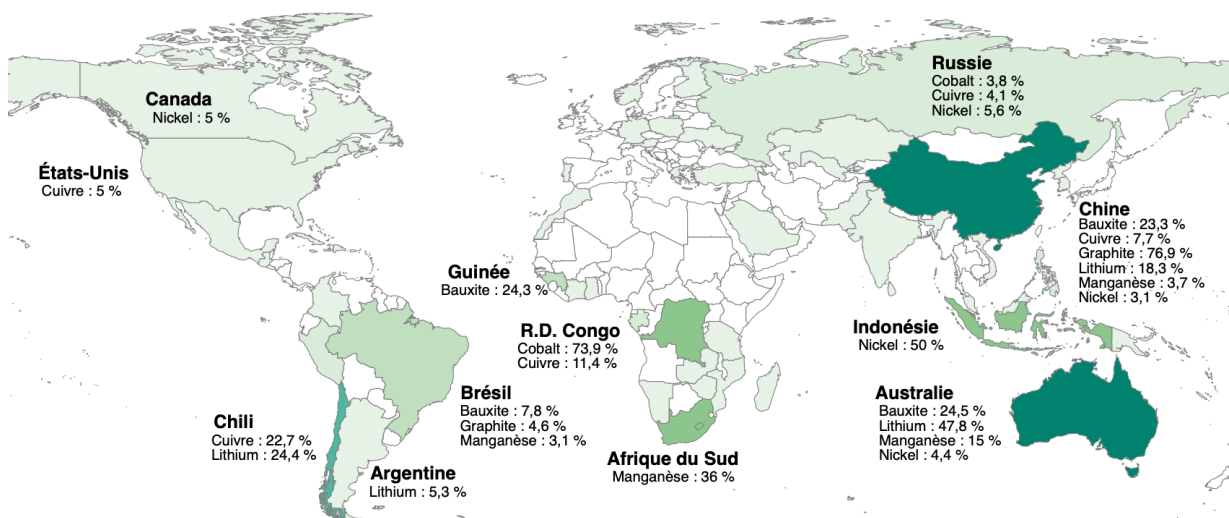 Russie
Cobalt : 3,8 %
Cuivre : 4,1 %
Nickel : 5,6 %
Canada
Nickel : 5 %
États-Unis
Cuivre : 5 %
Chine
Bauxite : 23,3 %
Cuivre : 7,7 %
Graphite : 76,9 %
Lithium : 18,3 %
Manganèse : 3,7 %
Nickel : 3,1 %
Guinée
Bauxite : 24,3 %
R.D. Congo
Cobalt : 73,9 %
Cuivre : 11,4 %
Indonésie
Nickel : 50 %
Brésil
Bauxite : 7,8 %
Graphite : 4,6 %
Manganèse : 3,1 %
Australie
Bauxite : 24,5 %
Lithium : 47,8 %
Manganèse : 15 %
Nickel : 4,4 %
Chili
Cuivre : 22,7 %
Lithium : 24,4 %
Afrique du Sud
Manganèse : 36 %
Argentine
Lithium : 5,3 %